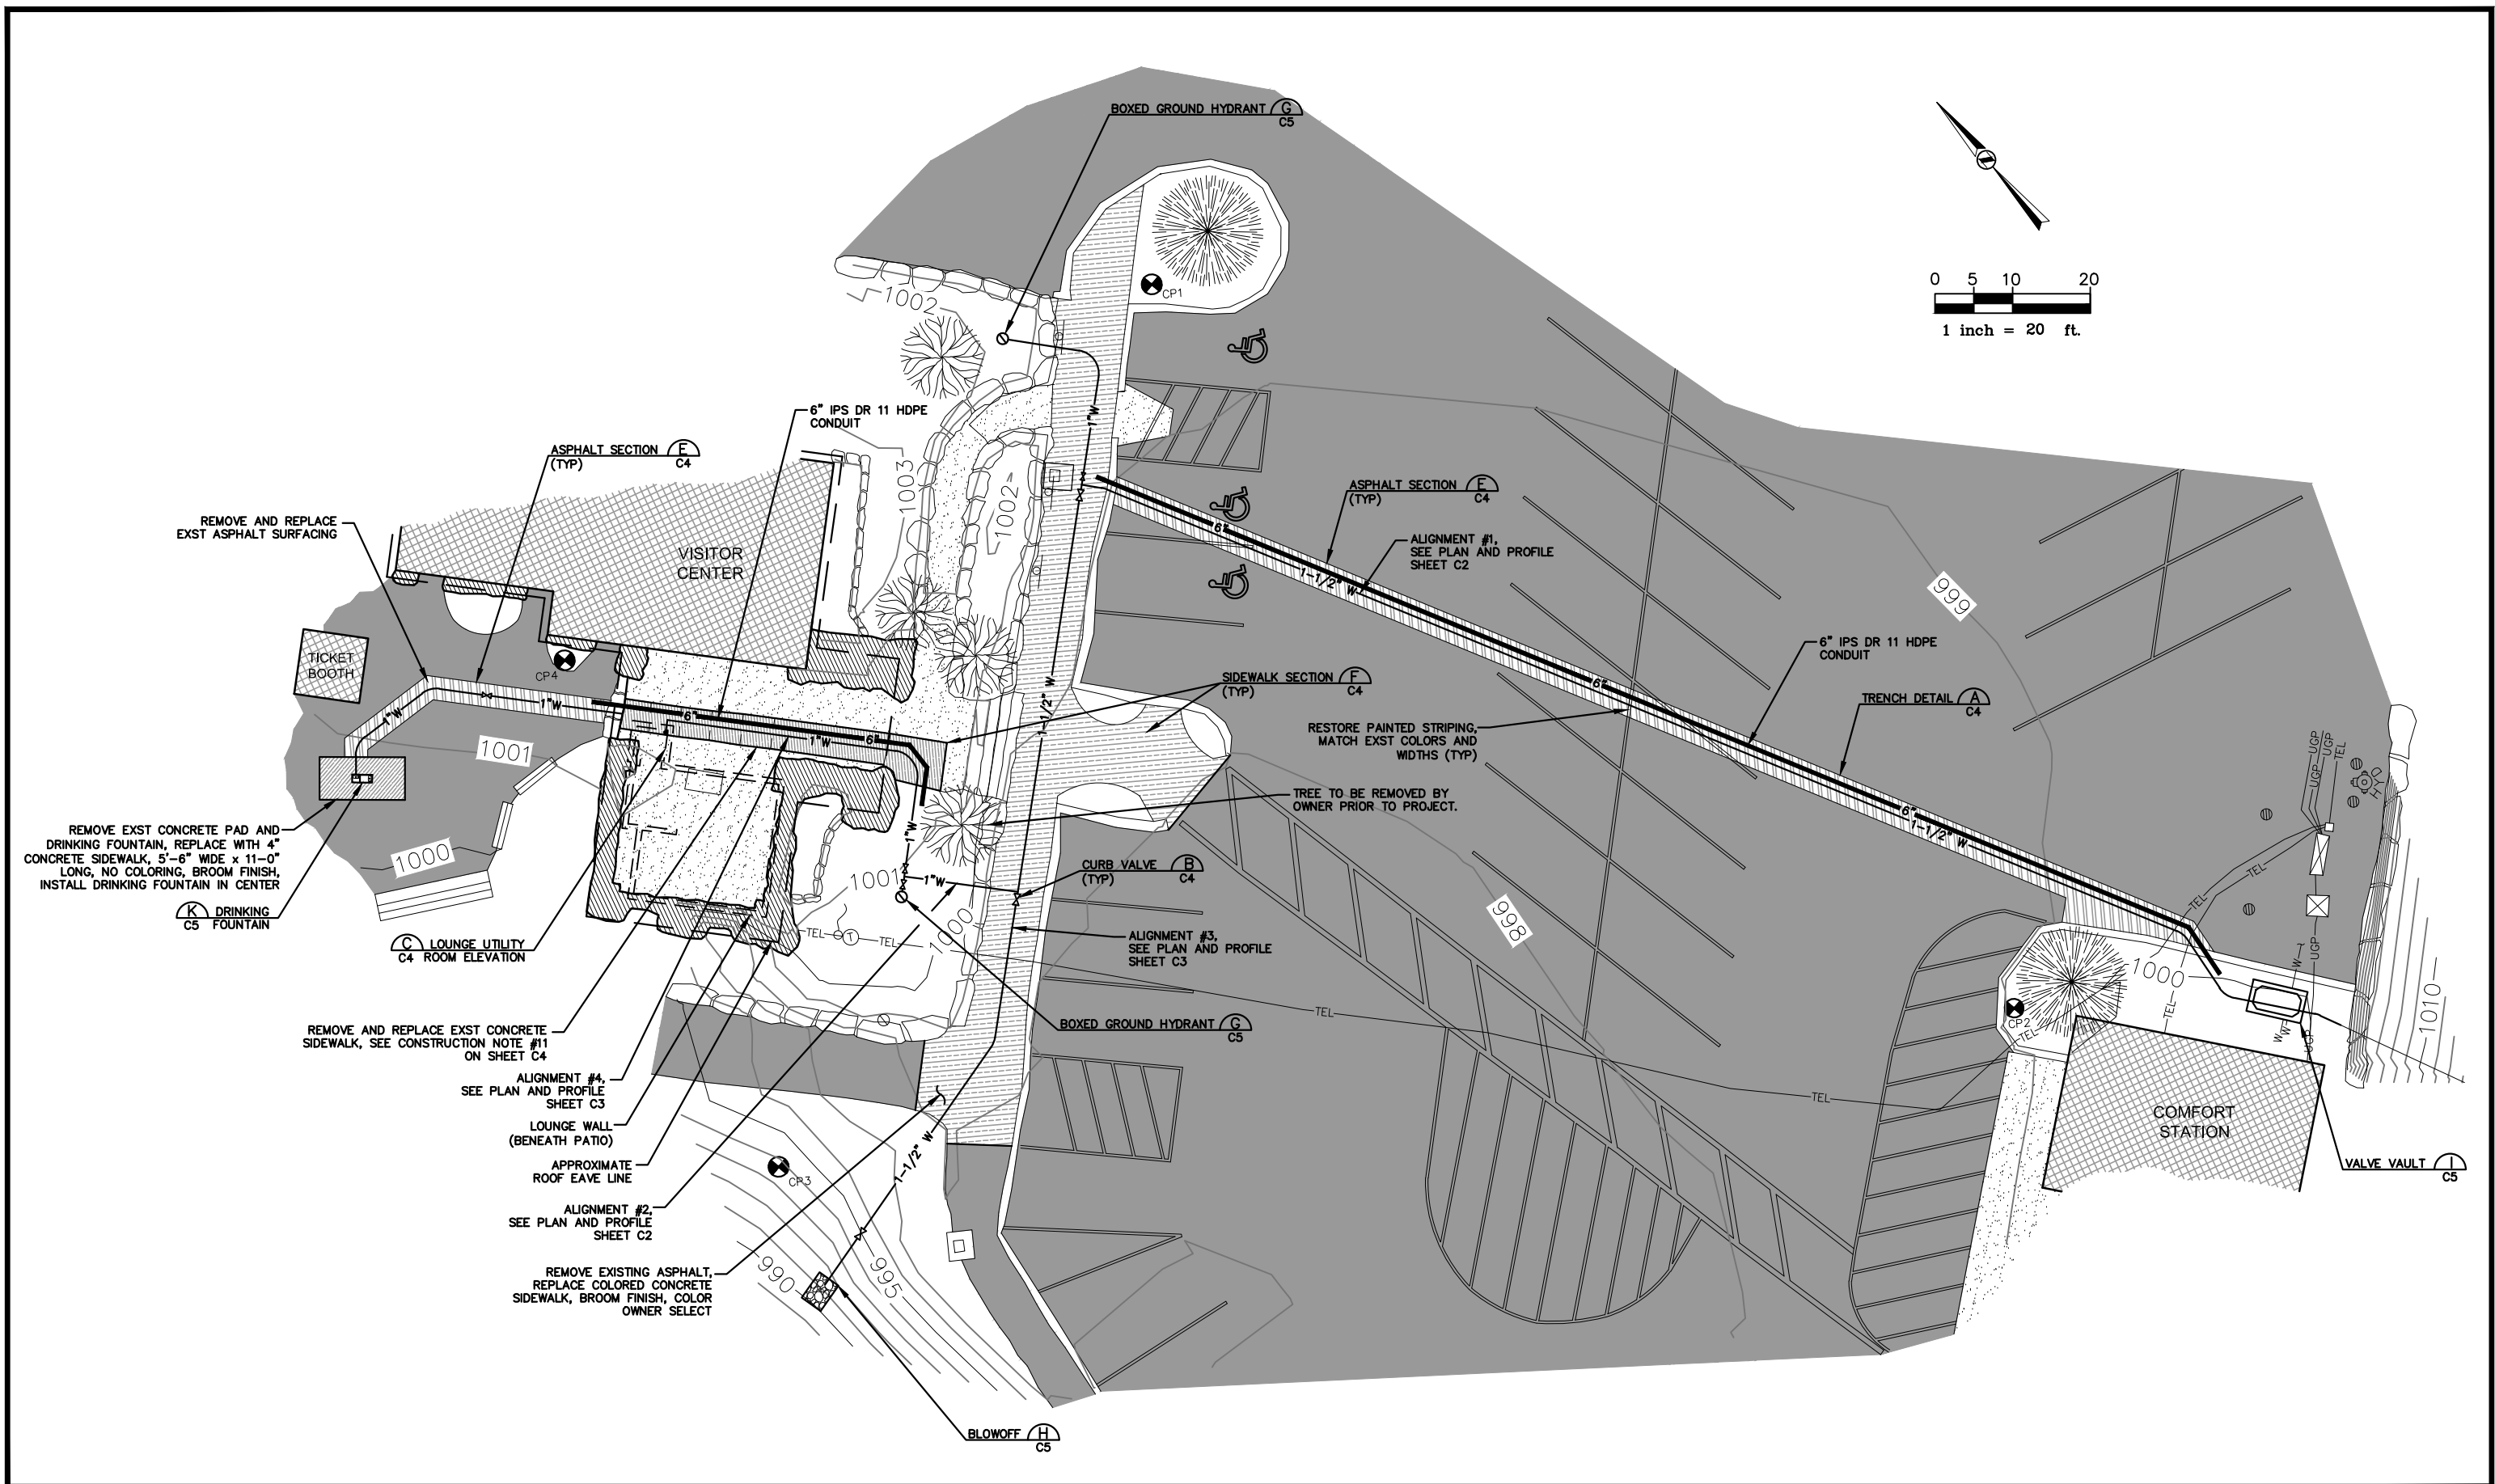 BOXED GROUND HYDRANT G
C5
0 5 10 20
1 inch = 20 ft.
CP1
1002
1"W
6" IPS DR 11 HDPE
CONDUIT
ASPHALT SECTION E
(TYP) C4
1003
1002
ASPHALT SECTION E
(TYP) C4
REMOVE AND REPLACE
EXST ASPHALT SURFACING
VISITOR
CENTER
6"
ALIGNMENT #1,
SEE PLAN AND PROFILE
SHEET C2
1-1/2" W
999
6" IPS DR 11 HDPE
CONDUIT
TICKET
BOOTH
CP4
SIDEWALK SECTION F
(TYP) C4
1-1/2" W
6"
TRENCH DETAIL A
C4
1"W
1"W
6"
1"W
6"
RESTORE PAINTED STRIPING,
MATCH EXST COLORS AND
WIDTHS (TYP)
UGP
UGP
UGP
TEL
HYD
1001
TREE TO BE REMOVED BY
OWNER PRIOR TO PROJECT.
6"
1-1/2" W
REMOVE EXST CONCRETE PAD AND
DRINKING FOUNTAIN, REPLACE WITH 4"
CONCRETE SIDEWALK, 5'-6" WIDE x 11-0"
LONG, NO COLORING, BROOM FINISH,
INSTALL DRINKING FOUNTAIN IN CENTER
1000
1"W
1001
1"W
CURB VALVE B
(TYP) C4
TEL
TEL
K DRINKING
C5 FOUNTAIN
998
C LOUNGE UTILITY
C4 ROOM ELEVATION
TEL
T
TEL
1000
ALIGNMENT #3,
SEE PLAN AND PROFILE
SHEET C3
UGP
W
1000
TEL
1010
BOXED GROUND HYDRANT G
C5
TEL
CP2
TEL
W
W
UGP
REMOVE AND REPLACE EXST CONCRETE
SIDEWALK, SEE CONSTRUCTION NOTE #11
ON SHEET C4
ALIGNMENT #4,
SEE PLAN AND PROFILE
SHEET C3
TEL
COMFORT
STATION
LOUNGE WALL
(BENEATH PATIO)
1-1/2" W
APPROXIMATE
ROOF EAVE LINE
CP3
VALVE VAULT I
C5
ALIGNMENT #2,
SEE PLAN AND PROFILE
SHEET C2
990
995
REMOVE EXISTING ASPHALT,
REPLACE COLORED CONCRETE
SIDEWALK, BROOM FINISH, COLOR
OWNER SELECT
BLOWOFF H
C5